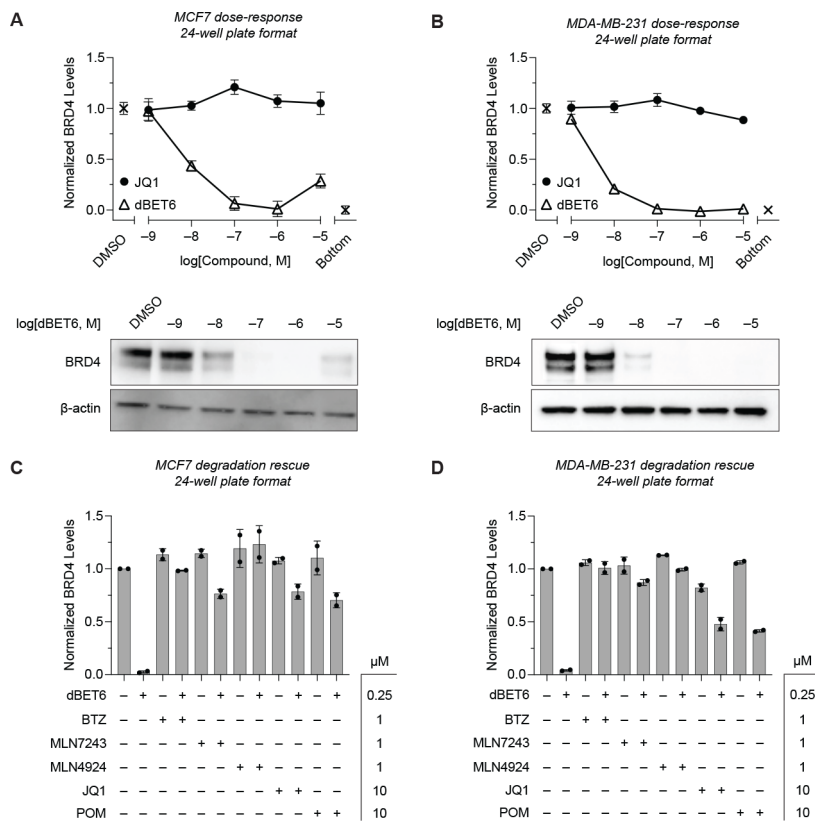 A
MCF7 dose-response
24-well plate format
1.5
1.0
0.5
0.0
Normalized BRD4 Levels
JQ1
dBET6
DMSO
–9 –8 –7 –6 –5
Bottom
log[Compound, M]
log[dBET6, M] DMSO –9 –8 –7 –6 –5
BRD4
β-actin
B
MDA-MB-231 dose-response
24-well plate format
1.5
1.0
0.5
0.0
Normalized BRD4 Levels
JQ1
dBET6
DMSO
–9 –8 –7 –6 –5
Bottom
log[Compound, M]
log[dBET6, M] DMSO –9 –8 –7 –6 –5
BRD4
β-actin
C
MCF7 degradation rescue
24-well plate format
1.5
1.0
0.5
0.0
Normalized BRD4 Levels
µM
dBET6 – + – + – + – + – + – + 0.25
BTZ – – + + – – – – – – – – 1
MLN7243 – – – – + + – – – – – – 1
MLN4924 – – – – – – + + – – – – 1
JQ1 – – – – – – – – + + – – 10
POM – – – – – – – – – – + + 10
D
MDA-MB-231 degradation rescue
24-well plate format
1.5
1.0
0.5
0.0
Normalized BRD4 Levels
µM
dBET6 – + – + – + – + – + – + 0.25
BTZ – – + + – – – – – – – – 1
MLN7243 – – – – + + – – – – – – 1
MLN4924 – – – – – – + + – – – – 1
JQ1 – – – – – – – – + + – – 10
POM – – – – – – – – – – + + 10